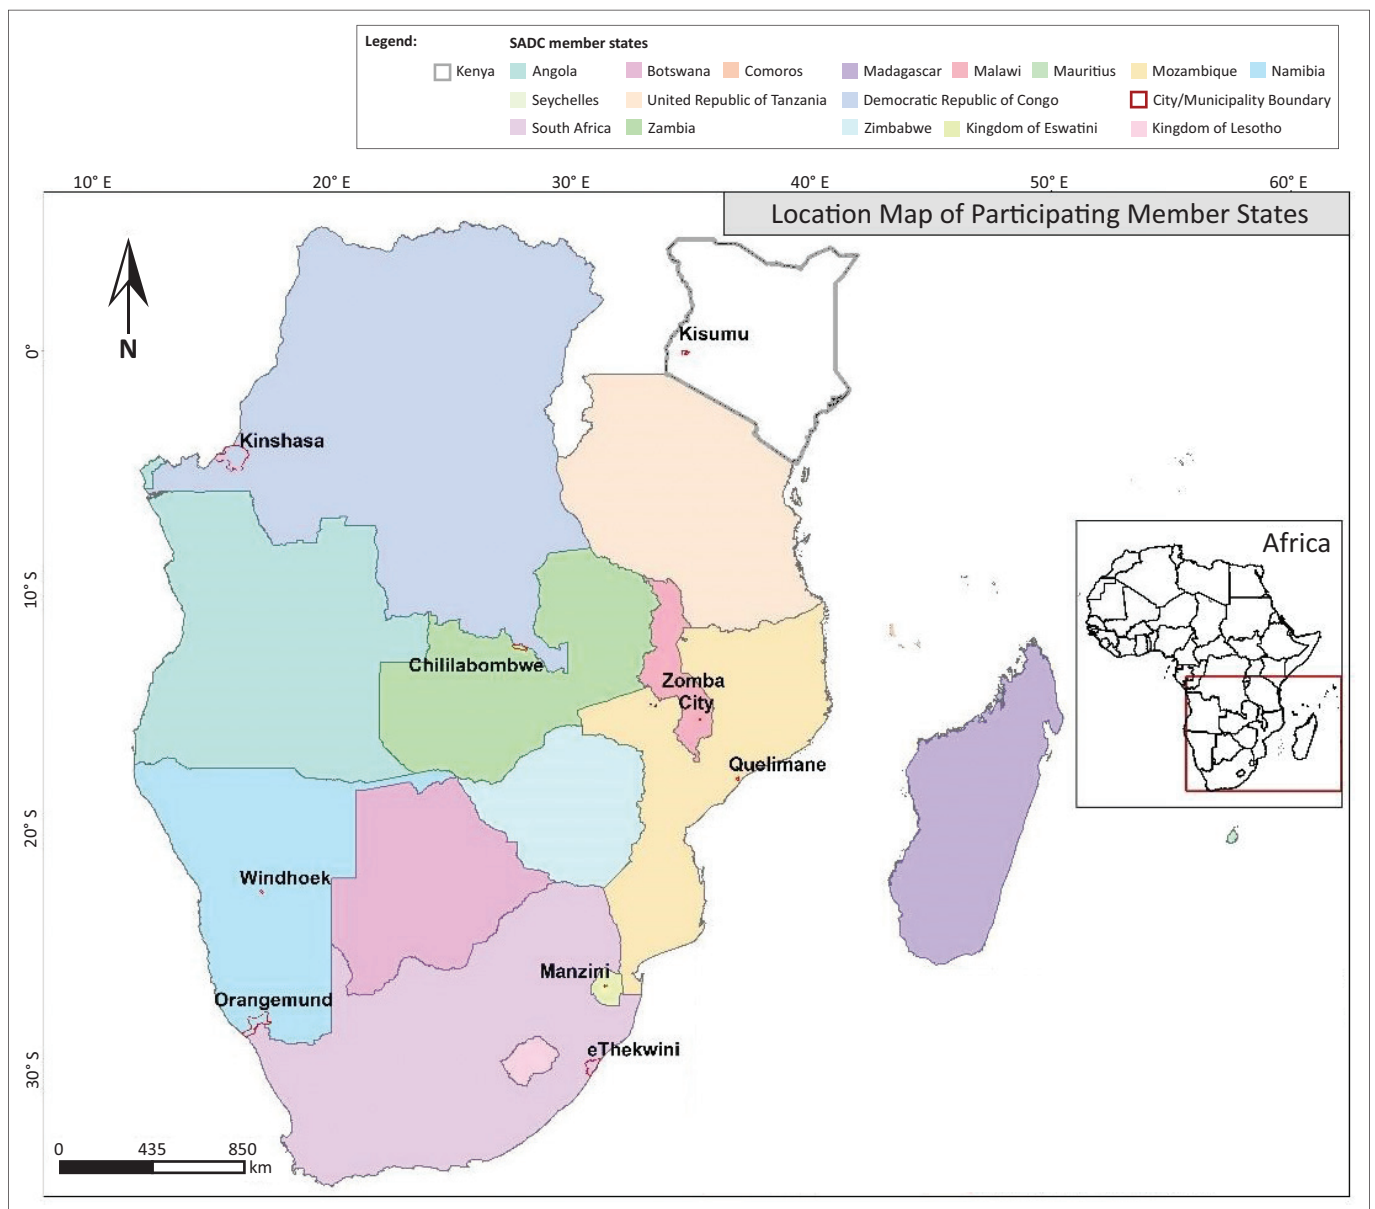 Legend: SADC member states
Kenya Angola Botswana Comoros Madagascar Malawi Mauritius Mozambique Namibia
Seychelles United Republic of Tanzania Democratic Republic of Congo City/Municipality Boundary
South Africa Zambia Zimbabwe Kingdom of Eswatini Kingdom of Lesotho
10° E 20° E 30° E 40° E 50° E 60° E
Location Map of Participating Member States
N
0°
10° S
20° S
30° S
Kisumu
Kinshasa
Africa
Chililabombwe
Zomba
City
Quelimane
Windhoek
Manzini
Orangemund
eThekwini
0 435 850
km